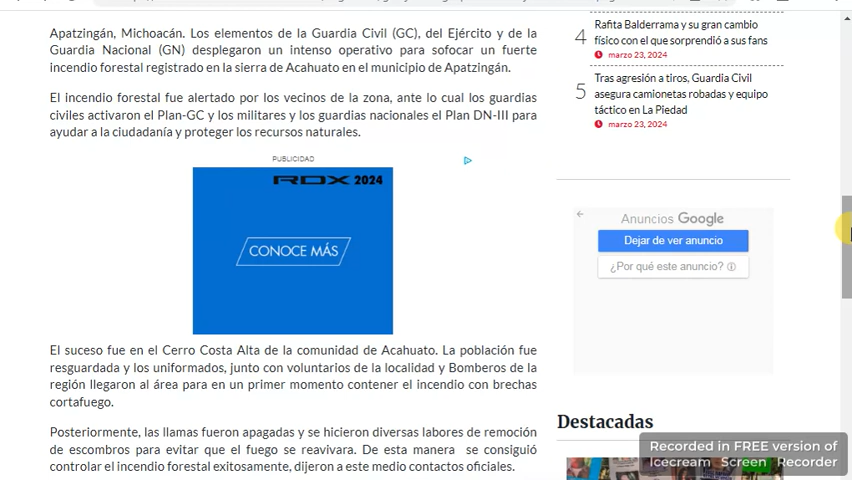 Apatzingán, Michoacán. Los elementos de la Guardia Civil (GC), del Ejército y de la
Guardia Nacional (GN) desplegaron un intenso operativo para sofocar un fuerte
incendio forestal registrado en la sierra de Acahuato en el municipio de Apatzingán.
El incendio forestal fue alertado por los vecinos de la zona, ante lo cual los guardias
civiles activaron el Plan-GC y los militares y los guardias nacionales el Plan DN-III para
ayudar a la ciudadanía y proteger los recursos naturales.
PUBLICIDAD
RDX 2024
CONOCE MÁS
El suceso fue en el Cerro Costa Alta de la comunidad de Acahuato. La población fue
resguardada y los uniformados, junto con voluntarios de la localidad y Bomberos de la
región llegaron al área para en un primer momento contener el incendio con brechas
cortafuego.
Posteriormente, las llamas fueron apagadas y se hicieron diversas labores de remoción
de escombros para evitar que el fuego se reavivara. De esta manera se consiguió
controlar el incendio forestal exitosamente, dijeron a este medio contactos oficiales.
4
Rafita Balderrama y su gran cambio
físico con el que sorprendió a sus fans
marzo 23, 2024
5
Tras agresión a tiros, Guardia Civil
asegura camionetas robadas y equipo
táctico en La Piedad
marzo 23, 2024
Anuncios Google
Dejar de ver anuncio
¿Por qué este anuncio?
Destacadas
Recorded in FREE version of
Icecream Screen Recorder